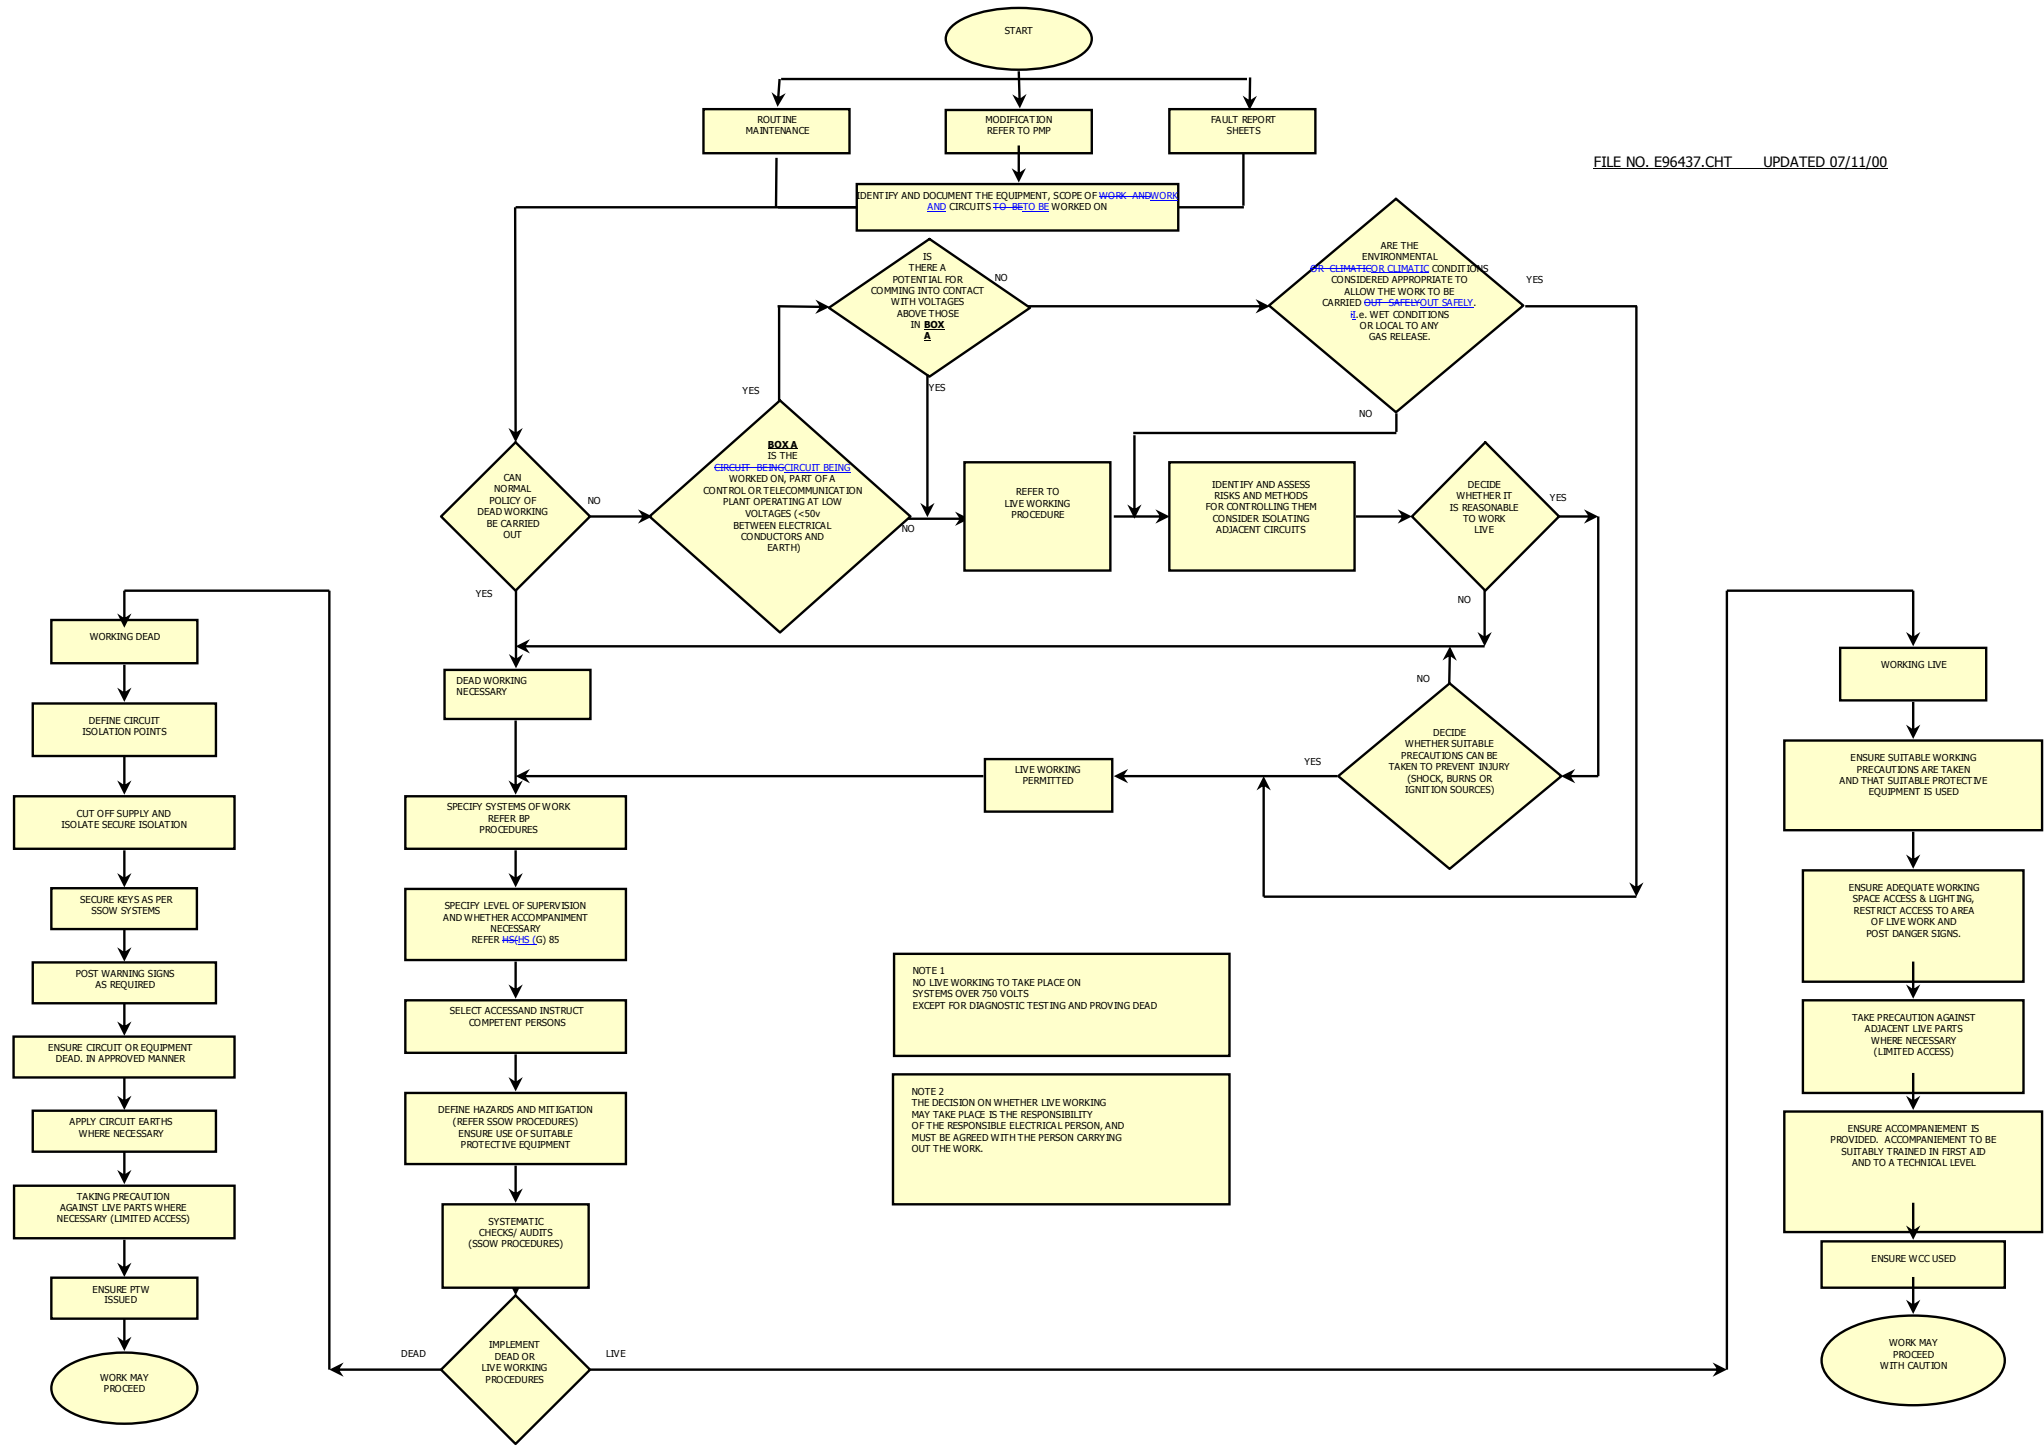 START
ROUTINE
MAINTENANCE
MODIFICATION
REFER TO PMP
FAULT REPORT
SHEETS
FILE NO. E96437.CHT UPDATED 07/11/00
IDENTIFY AND DOCUMENT THE EQUIPMENT, SCOPE OF WORK ANDWORK
AND CIRCUITS TO BETO BE WORKED ON
IS
THERE A
POTENTIAL FOR
COMMING INTO CONTACT
WITH VOLTAGES
ABOVE THOSE
IN BOX
A
NO
YES
ARE THE
ENVIRONMENTAL
OR CLIMATICOR CLIMATIC CONDITIONS
CONSIDERED APPROPRIATE TO
ALLOW THE WORK TO BE
CARRIED OUT SAFELYOUT SAFELY.
iI.e. WET CONDITIONS
OR LOCAL TO ANY
GAS RELEASE.
YES
NO
CAN
NORMAL
POLICY OF
DEAD WORKING
BE CARRIED
OUT
NO
YES
YES
BOX A
IS THE
CIRCUIT BEINGCIRCUIT BEING
WORKED ON, PART OF A
CONTROL OR TELECOMMUNICATION
PLANT OPERATING AT LOW
VOLTAGES (<50v
BETWEEN ELECTRICAL
CONDUCTORS AND
EARTH)
NO
REFER TO
LIVE WORKING
PROCEDURE
IDENTIFY AND ASSESS
RISKS AND METHODS
FOR CONTROLLING THEM
CONSIDER ISOLATING
ADJACENT CIRCUITS
DECIDE
WHETHER IT
IS REASONABLE
TO WORK
LIVE
YES
NO
DEAD WORKING
NECESSARY
NO
DECIDE
WHETHER SUITABLE
PRECAUTIONS CAN BE
TAKEN TO PREVENT INJURY
(SHOCK, BURNS OR
IGNITION SOURCES)
YES
LIVE WORKING
PERMITTED
SPECIFY SYSTEMS OF WORK
REFER BP
PROCEDURES
SPECIFY LEVEL OF SUPERVISION
AND WHETHER ACCOMPANIMENT
NECESSARY
REFER HS(HS (G) 85
SELECT ACCESSAND INSTRUCT
COMPETENT PERSONS
DEFINE HAZARDS AND MITIGATION
(REFER SSOW PROCEDURES)
ENSURE USE OF SUITABLE
PROTECTIVE EQUIPMENT
SYSTEMATIC
CHECKS/ AUDITS
(SSOW PROCEDURES)
IMPLEMENT
DEAD OR
LIVE WORKING
PROCEDURES
DEAD
LIVE
NOTE 1
NO LIVE WORKING TO TAKE PLACE ON
SYSTEMS OVER 750 VOLTS
EXCEPT FOR DIAGNOSTIC TESTING AND PROVING DEAD
NOTE 2
THE DECISION ON WHETHER LIVE WORKING
MAY TAKE PLACE IS THE RESPONSIBILITY
OF THE RESPONSIBLE ELECTRICAL PERSON, AND
MUST BE AGREED WITH THE PERSON CARRYING
OUT THE WORK.
WORKING DEAD
DEFINE CIRCUIT
ISOLATION POINTS
CUT OFF SUPPLY AND
ISOLATE SECURE ISOLATION
SECURE KEYS AS PER
SSOW SYSTEMS
POST WARNING SIGNS
AS REQUIRED
ENSURE CIRCUIT OR EQUIPMENT
DEAD. IN APPROVED MANNER
APPLY CIRCUIT EARTHS
WHERE NECESSARY
TAKING PRECAUTION
AGAINST LIVE PARTS WHERE
NECESSARY (LIMITED ACCESS)
ENSURE PTW
ISSUED
WORK MAY
PROCEED
WORKING LIVE
ENSURE SUITABLE WORKING
PRECAUTIONS ARE TAKEN
AND THAT SUITABLE PROTECTIVE
EQUIPMENT IS USED
ENSURE ADEQUATE WORKING
SPACE ACCESS & LIGHTING,
RESTRICT ACCESS TO AREA
OF LIVE WORK AND
POST DANGER SIGNS.
TAKE PRECAUTION AGAINST
ADJACENT LIVE PARTS
WHERE NECESSARY
(LIMITED ACCESS)
ENSURE ACCOMPANIEMENT IS
PROVIDED. ACCOMPANIEMENT TO BE
SUITABLY TRAINED IN FIRST AID
AND TO A TECHNICAL LEVEL
ENSURE WCC USED
WORK MAY
PROCEED
WITH CAUTION